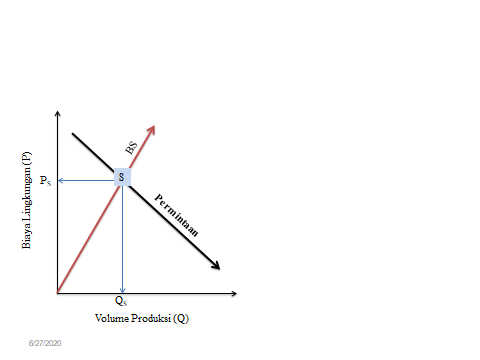 BS
S
Permintaan
Biaya Lingkungan (P)
PS
QS
Volume Produksi (Q)
6/27/2020